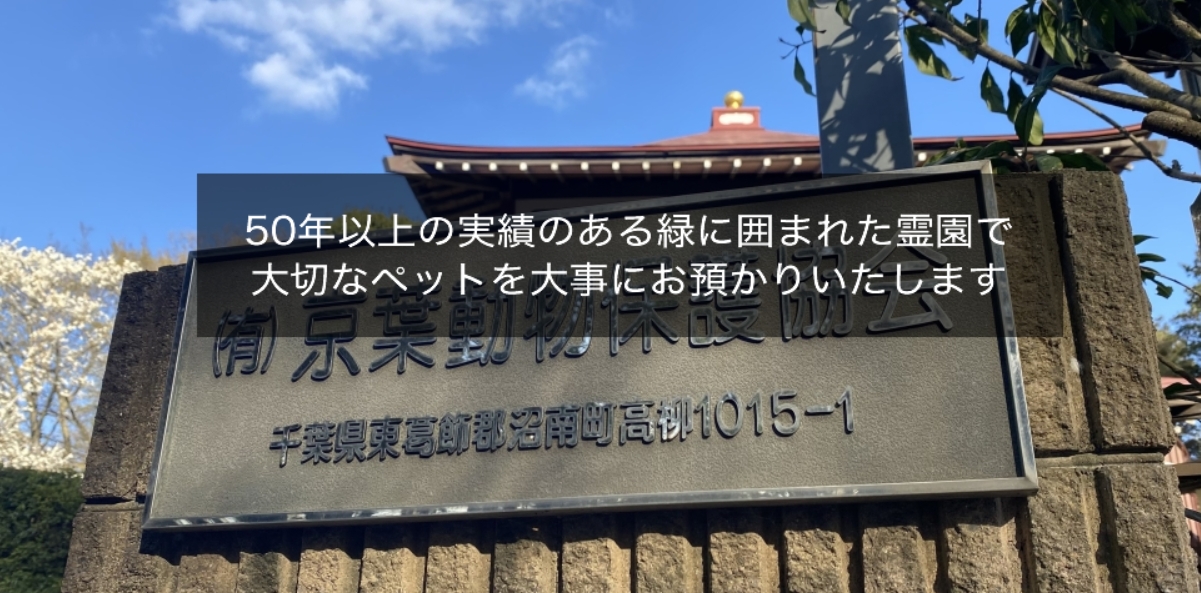 50年以上の実績のある緑に囲まれた霊園で
大切なペットを大事にお預かりいたします
(有)京葉動物保護協会
千葉県東葛飾郡沼南町高柳1015-1